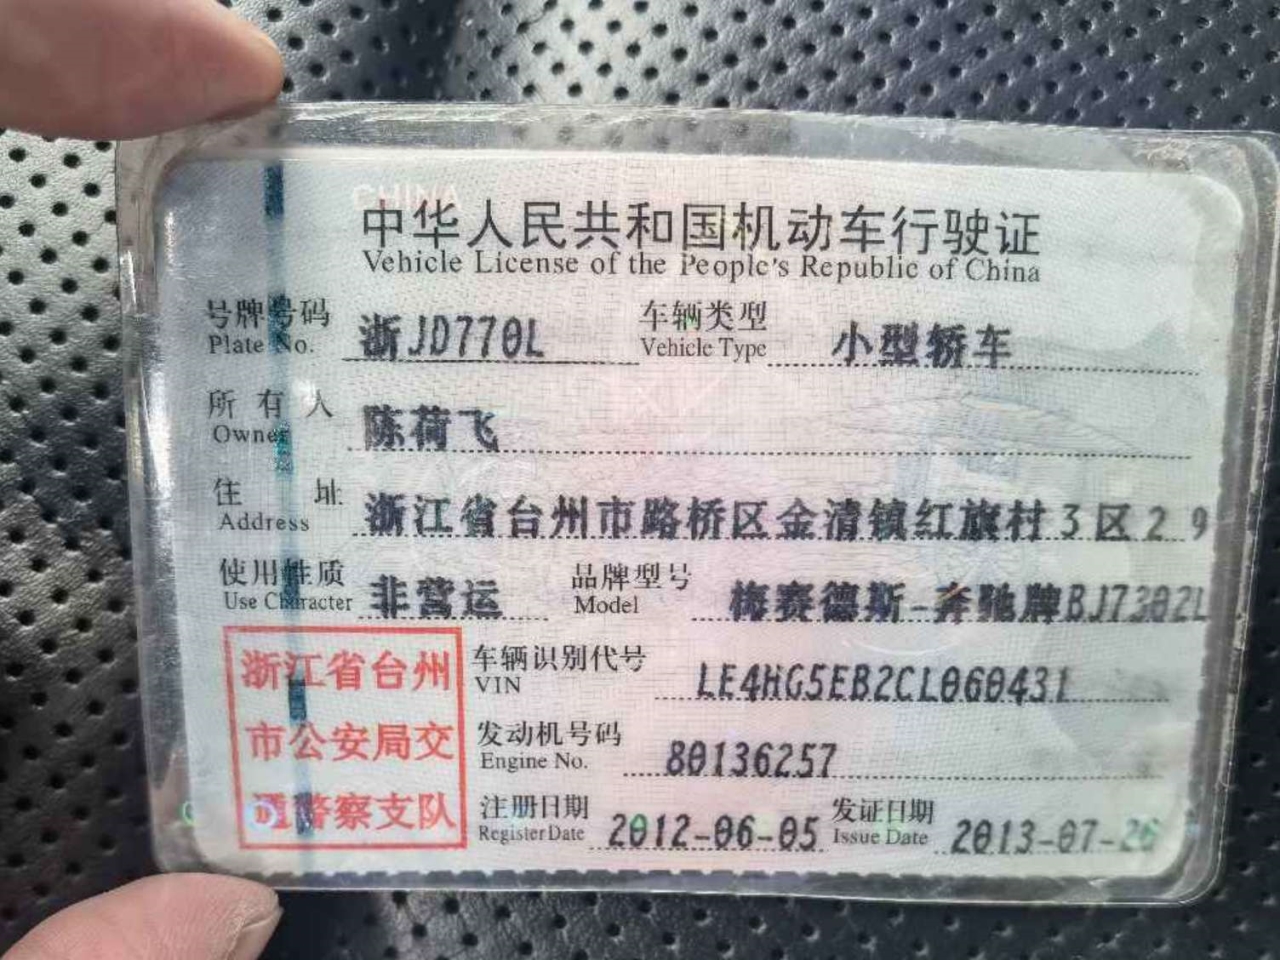 CHINA
中华人民共和国机动车行驶证
Vehicle License of the People's Republic of China
号牌号码 浙JD770L 车辆类型 小型轿车
Plate No. Vehicle Type
所有人 陈荷飞
Owner
住址 浙江省台州市路桥区金清镇红旗村3区29
Address
使用性质 非营运 品牌型号 梅赛德斯-奔驰牌BJ7302L
Use Character Model
浙江省台州
市公安局交
通警察支队
车辆识别代号 LE4HG5EB2CL060431
VIN
发动机号码 80136257
Engine No.
注册日期 2012-06-05 发证日期 2013-07-26
Register Date Issue Date